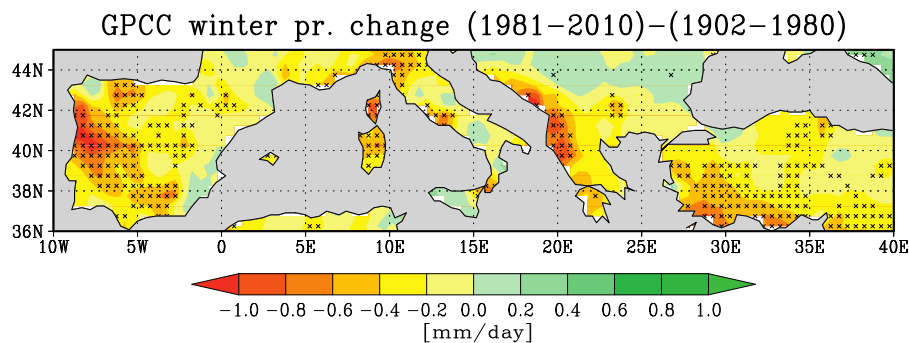 GPCC winter pr. change (1981−2010)−(1902−1980)
44N
42N
40N
38N
36N
10W 5W 0 5E 10E 15E 20E 25E 30E 35E 40E
−1.0 −0.8 −0.6 −0.4 −0.2 0.0 0.2 0.4 0.6 0.8 1.0
[mm/day]